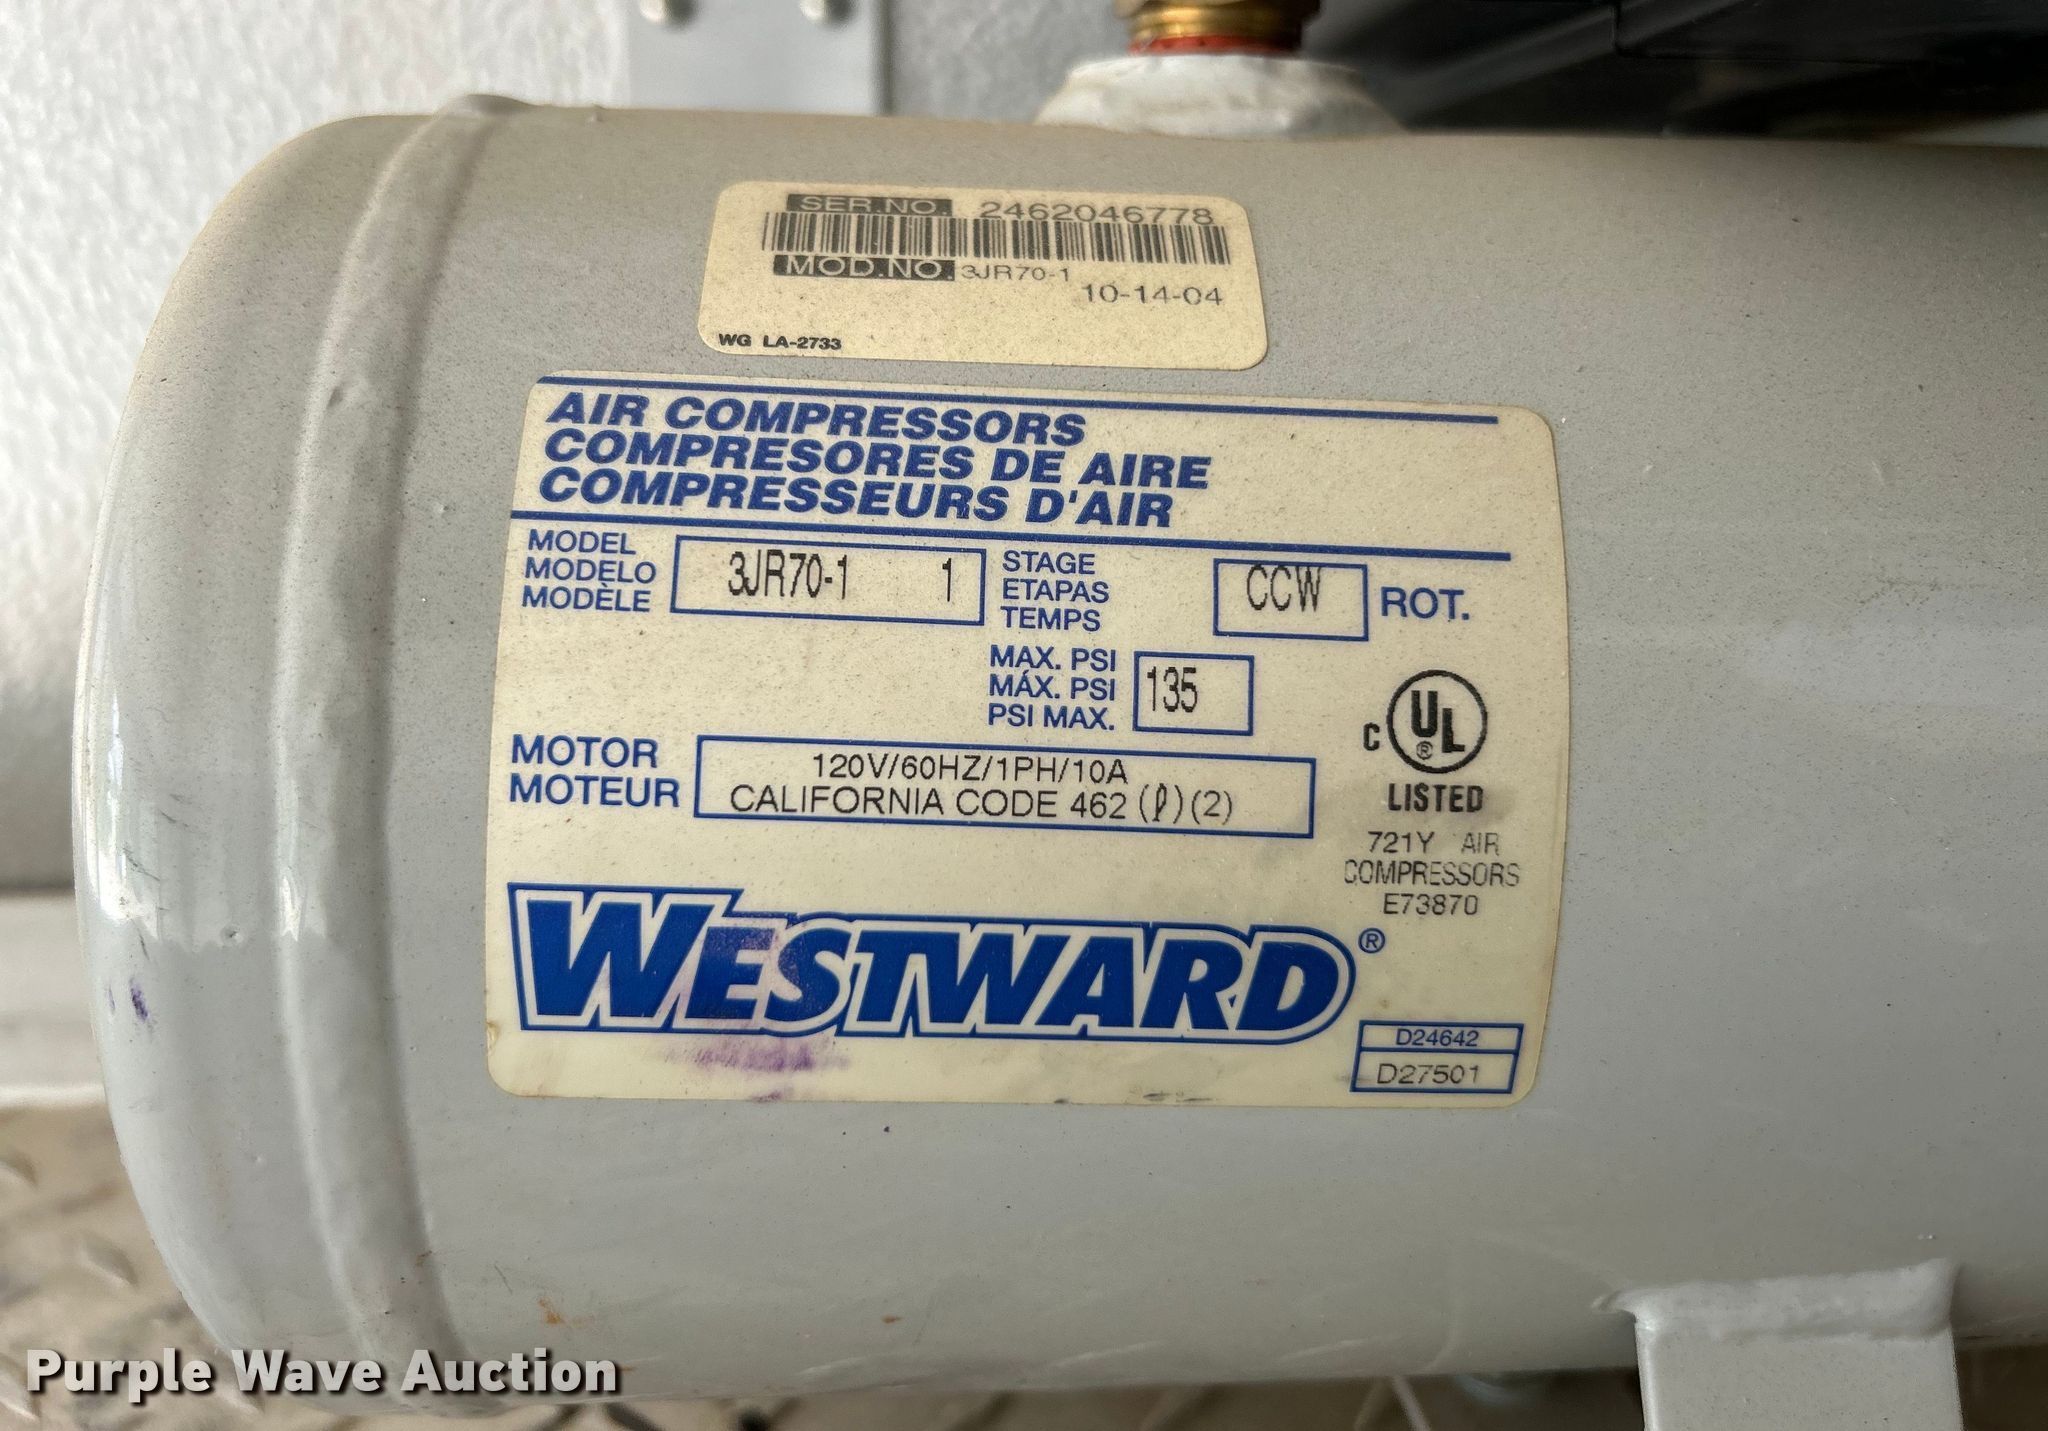 SER.NO. 2462046778
MOD.NO. 3JR70-1
10-14-04
WG LA-2733
AIR COMPRESSORS
COMPRESORES DE AIRE
COMPRESSEURS D'AIR
MODEL
MODELO
MODÈLE
3JR70-1 1
STAGE
ETAPAS
TEMPS
CCW
ROT.
MAX. PSI
MÁX. PSI
PSI MAX.
135
MOTOR
MOTEUR
120V/60HZ/1PH/10A
CALIFORNIA CODE 462 (ℓ)(2)
C UL ®
LISTED
721Y AIR
COMPRESSORS
E73870
WESTWARD®
D24642
D27501
Purple Wave Auction